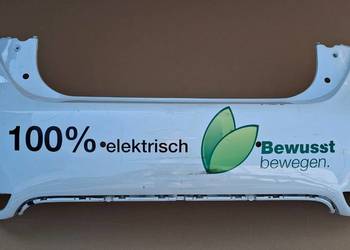 100% •elektrisch
•Bewusst
bewegen.